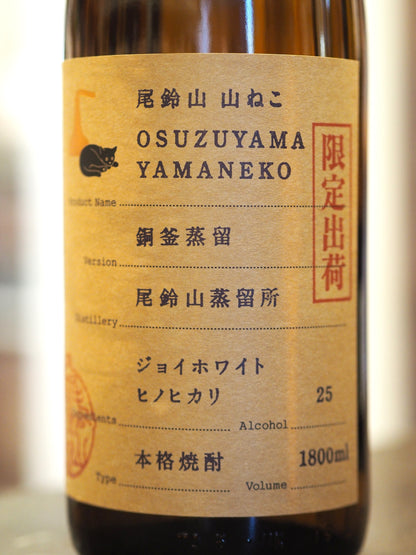 尾鈴山 山ねこ
OSUZUYAMA
YAMANEKO
Product Name
限定出荷
銅釜蒸留
Version
尾鈴山蒸留所
Distillery
ジョイホワイト
ヒノヒカリ
25
Alcohol
本格焼酎
1800ml
Type
Volume